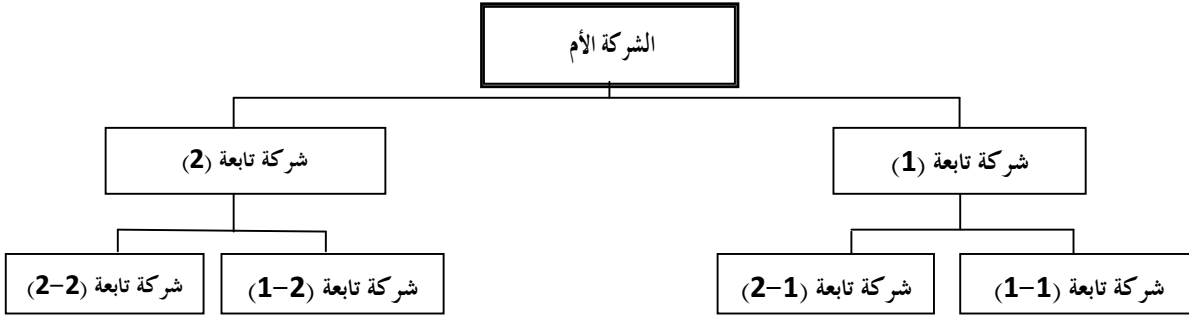 الشركة الأم
شركة تابعة (1)
شركة تابعة (2)
شركة تابعة (1–1)
شركة تابعة (1–2)
شركة تابعة (2–1)
شركة تابعة (2–2)